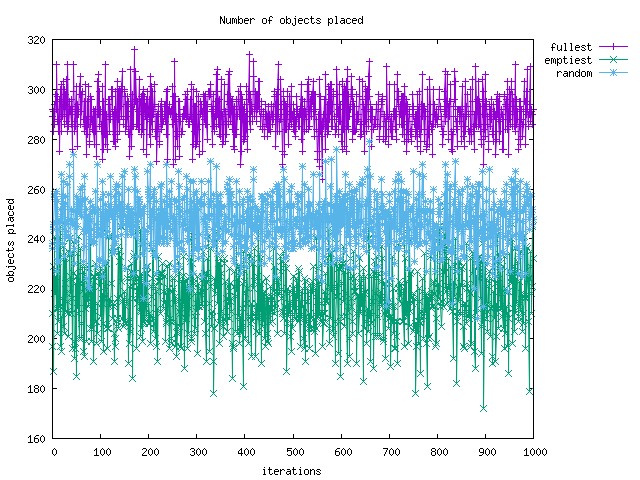 Number of objects placed
fullest
emptiest
random
320
300
280
260
240
220
200
180
160
objects placed
0 100 200 300 400 500 600 700 800 900 1000
iterations